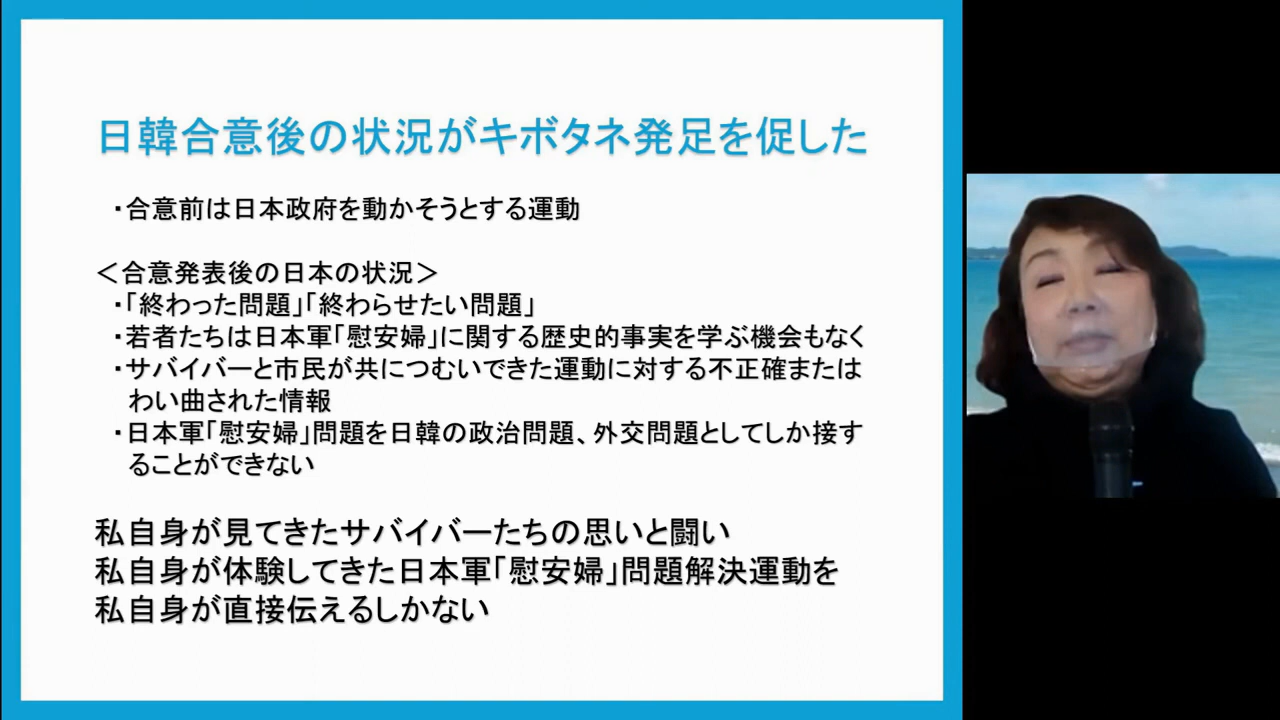 日韓合意後の状況がキボタネ発足を促した
・合意前は日本政府を動かそうとする運動
＜合意発表後の日本の状況＞
・「終わった問題」「終わらせたい問題」
・若者たちは日本軍「慰安婦」に関する歴史的事実を学ぶ機会もなく
・サバイバーと市民が共につむいできた運動に対する不正確または
わい曲された情報
・日本軍「慰安婦」問題を日韓の政治問題、外交問題としてしか接す
ることができない
私自身が見てきたサバイバーたちの思いと闘い
私自身が体験してきた日本軍「慰安婦」問題解決運動を
私自身が直接伝えるしかない